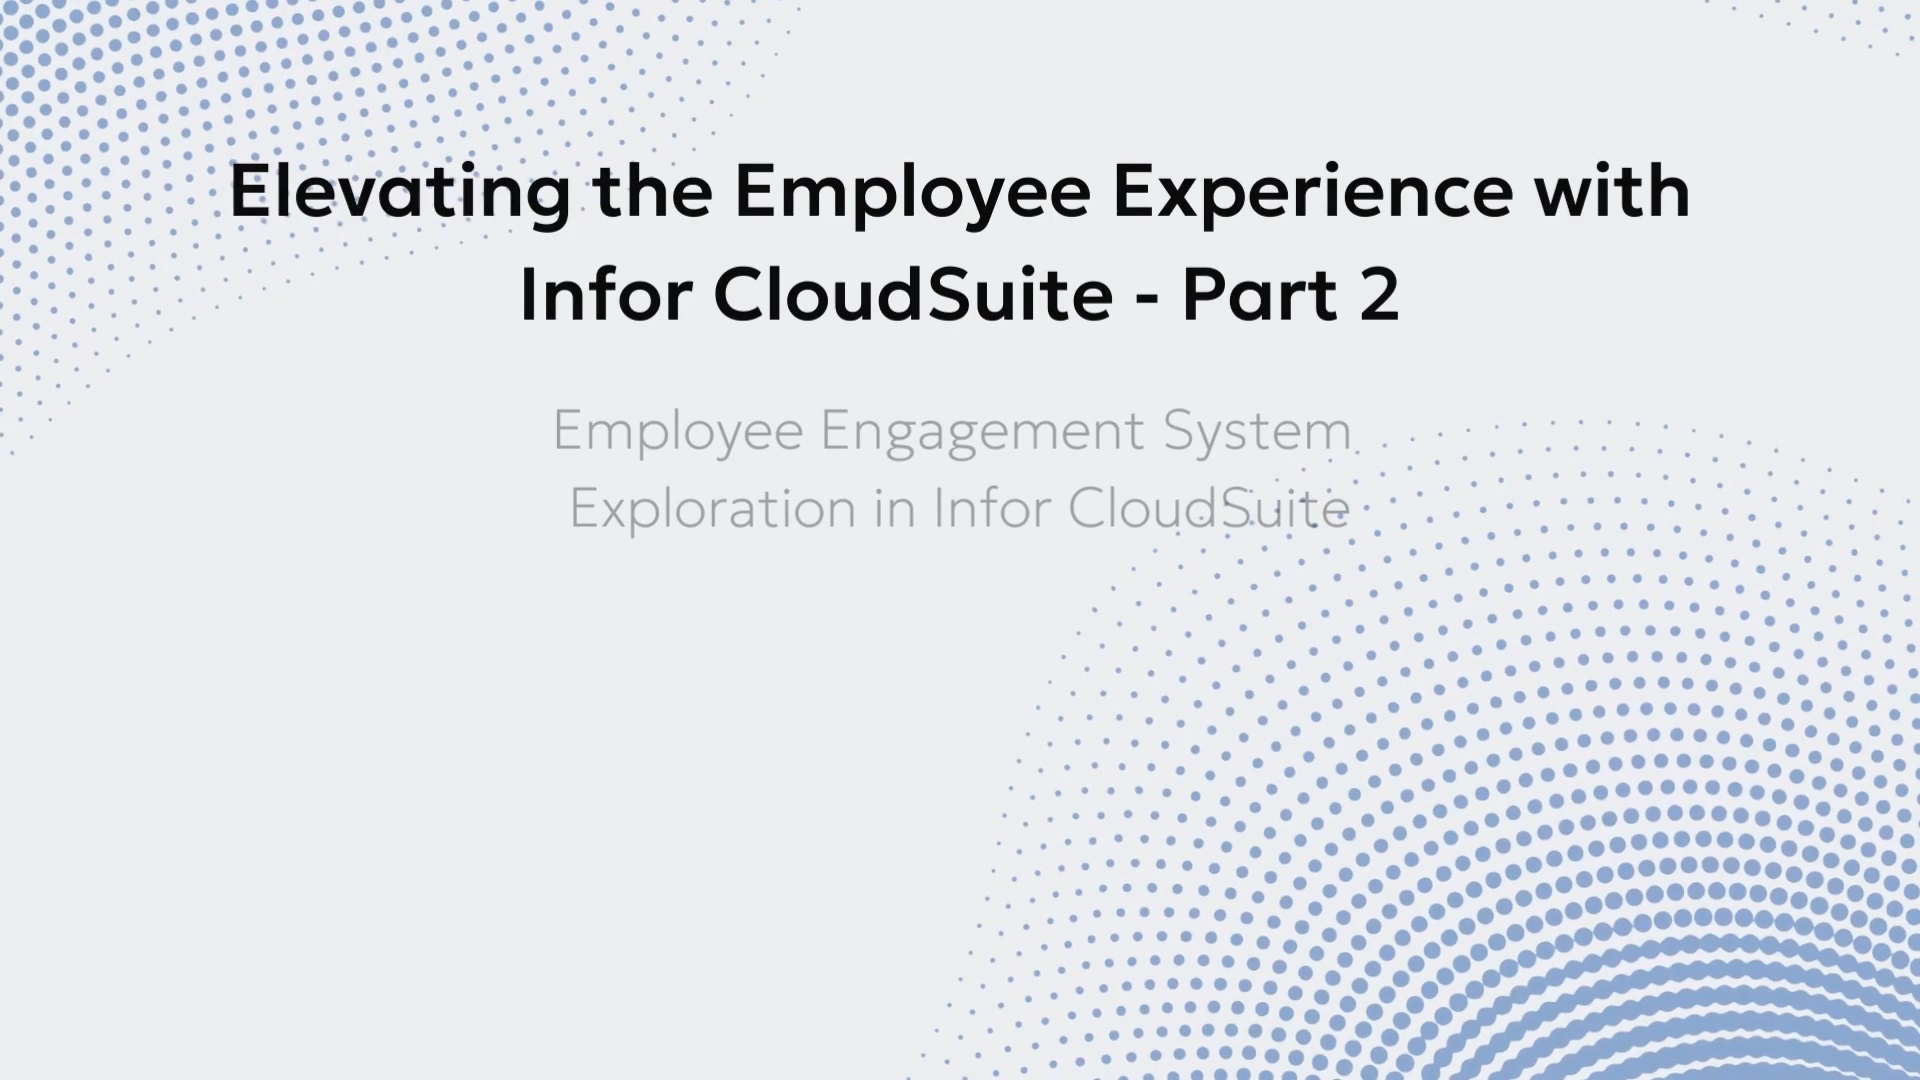 Elevating the Employee Experience with
Infor CloudSuite - Part 2
Employee Engagement System
Exploration in Infor CloudSuite